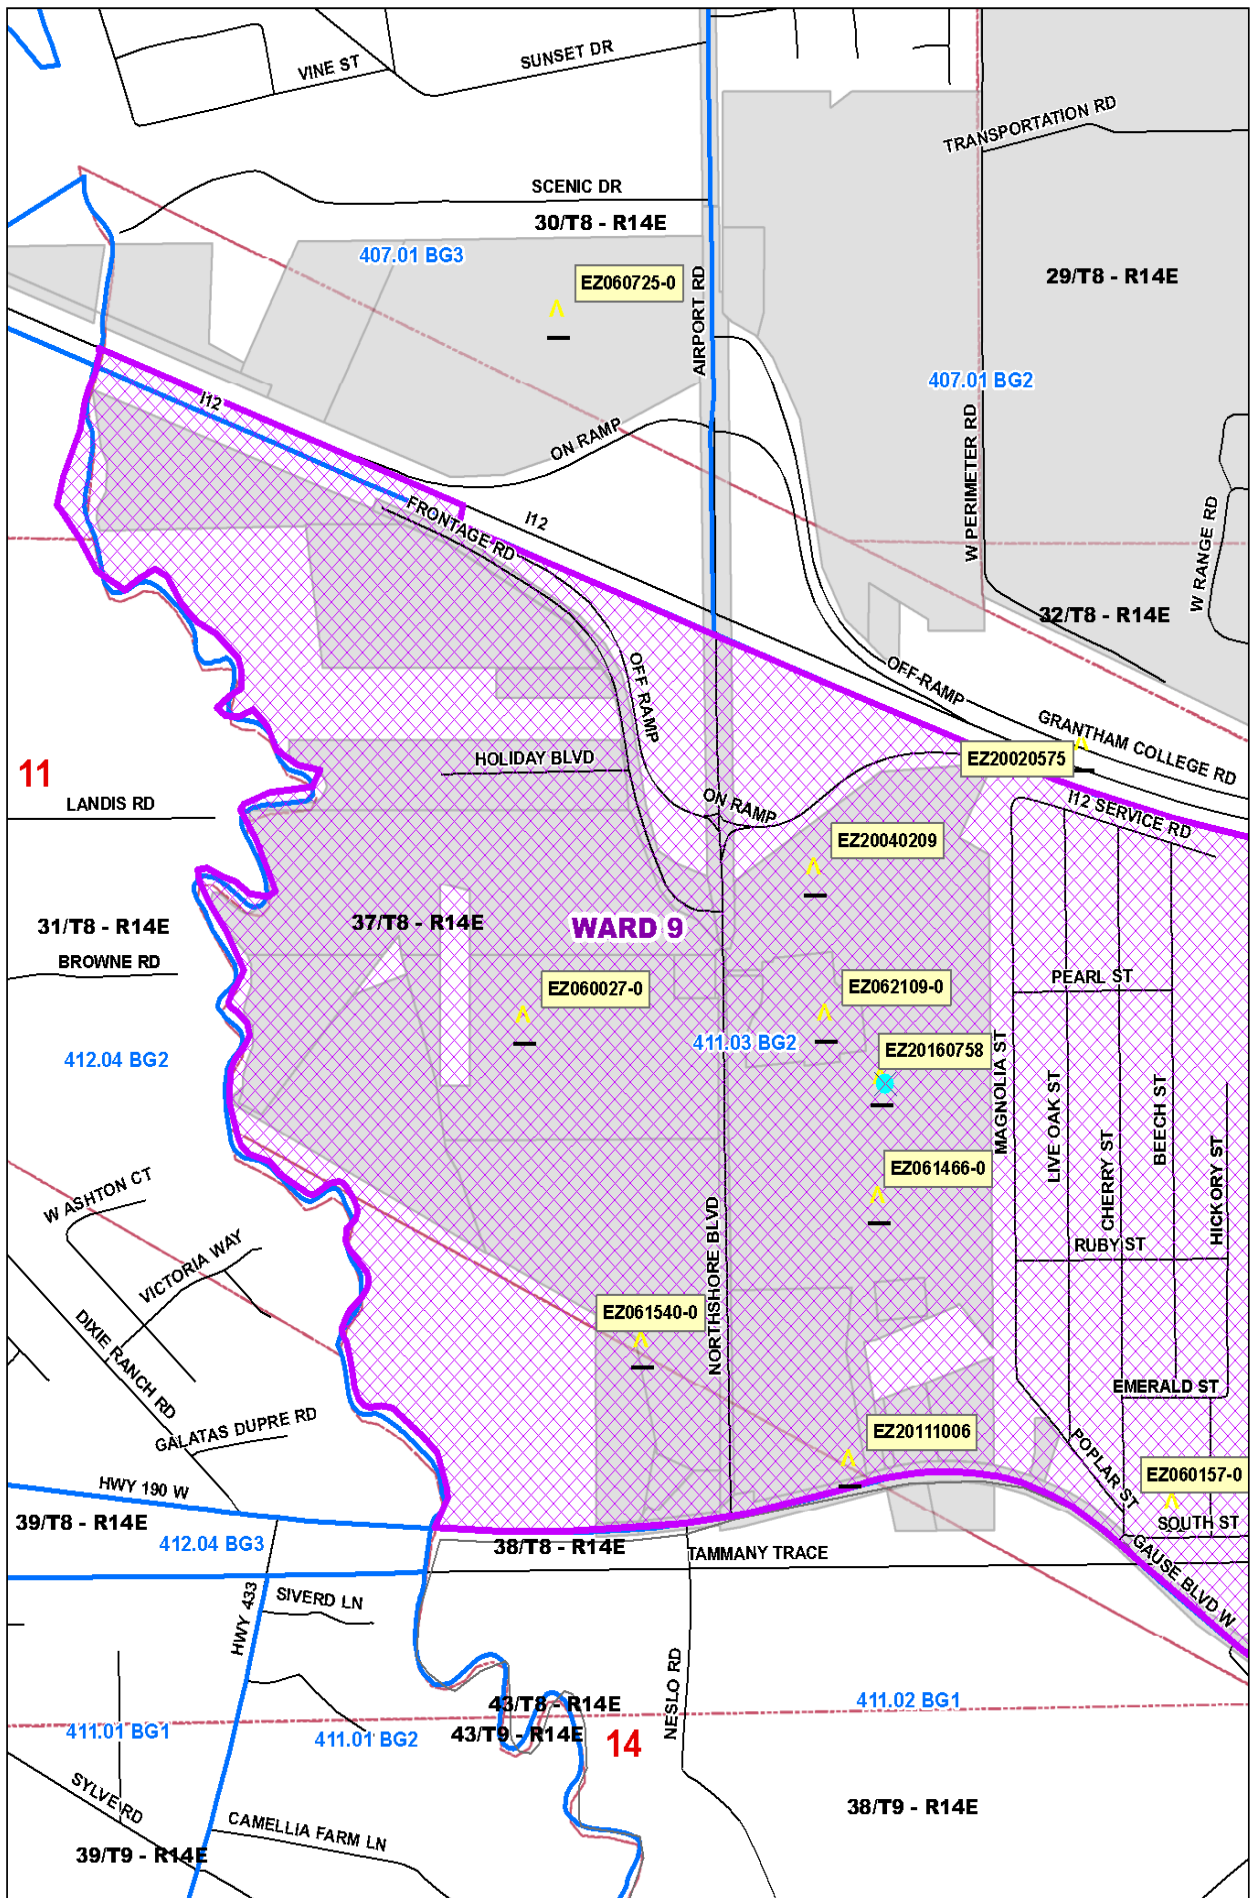 SUNSET DR
VINE ST
TRANSPORTATION RD
SCENIC DR
30/T8 - R14E
407.01 BG3
EZ060725-0
AIRPORT RD
29/T8 - R14E
407.01 BG2
I12
ON RAMP
W PERIMETER RD
FRONTAGE RD
I12
W RANGE RD
32/T8 - R14E
OFF RAMP
OFF-RAMP
GRANTHAM COLLEGE RD
EZ20020575
HOLIDAY BLVD
11
LANDIS RD
ON RAMP
I12 SERVICE RD
EZ20040209
37/T8 - R14E
WARD 9
31/T8 - R14E
BROWNE RD
PEARL ST
EZ060027-0
EZ062109-0
411.03 BG2
EZ20160758
412.04 BG2
MAGNOLIA ST
LIVE OAK ST
CHERRY ST
BEECH ST
HICKORY ST
EZ061466-0
W ASHTON CT
VICTORIA WAY
NORTHSHORE BLVD
RUBY ST
EZ061540-0
DIXIE RANCH RD
EMERALD ST
GALATAS DUPRE RD
EZ20111006
POPLAR ST
EZ060157-0
HWY 190 W
39/T8 - R14E
SOUTH ST
412.04 BG3
38/T8 - R14E
TAMMANY TRACE
GAUSE BLVD W
SIVERD LN
HWY 433
NESLO RD
43/T8 - R14E
411.02 BG1
411.01 BG1
411.01 BG2
43/T9 - R14E
14
SYLVE RD
38/T9 - R14E
CAMELLIA FARM LN
39/T9 - R14E